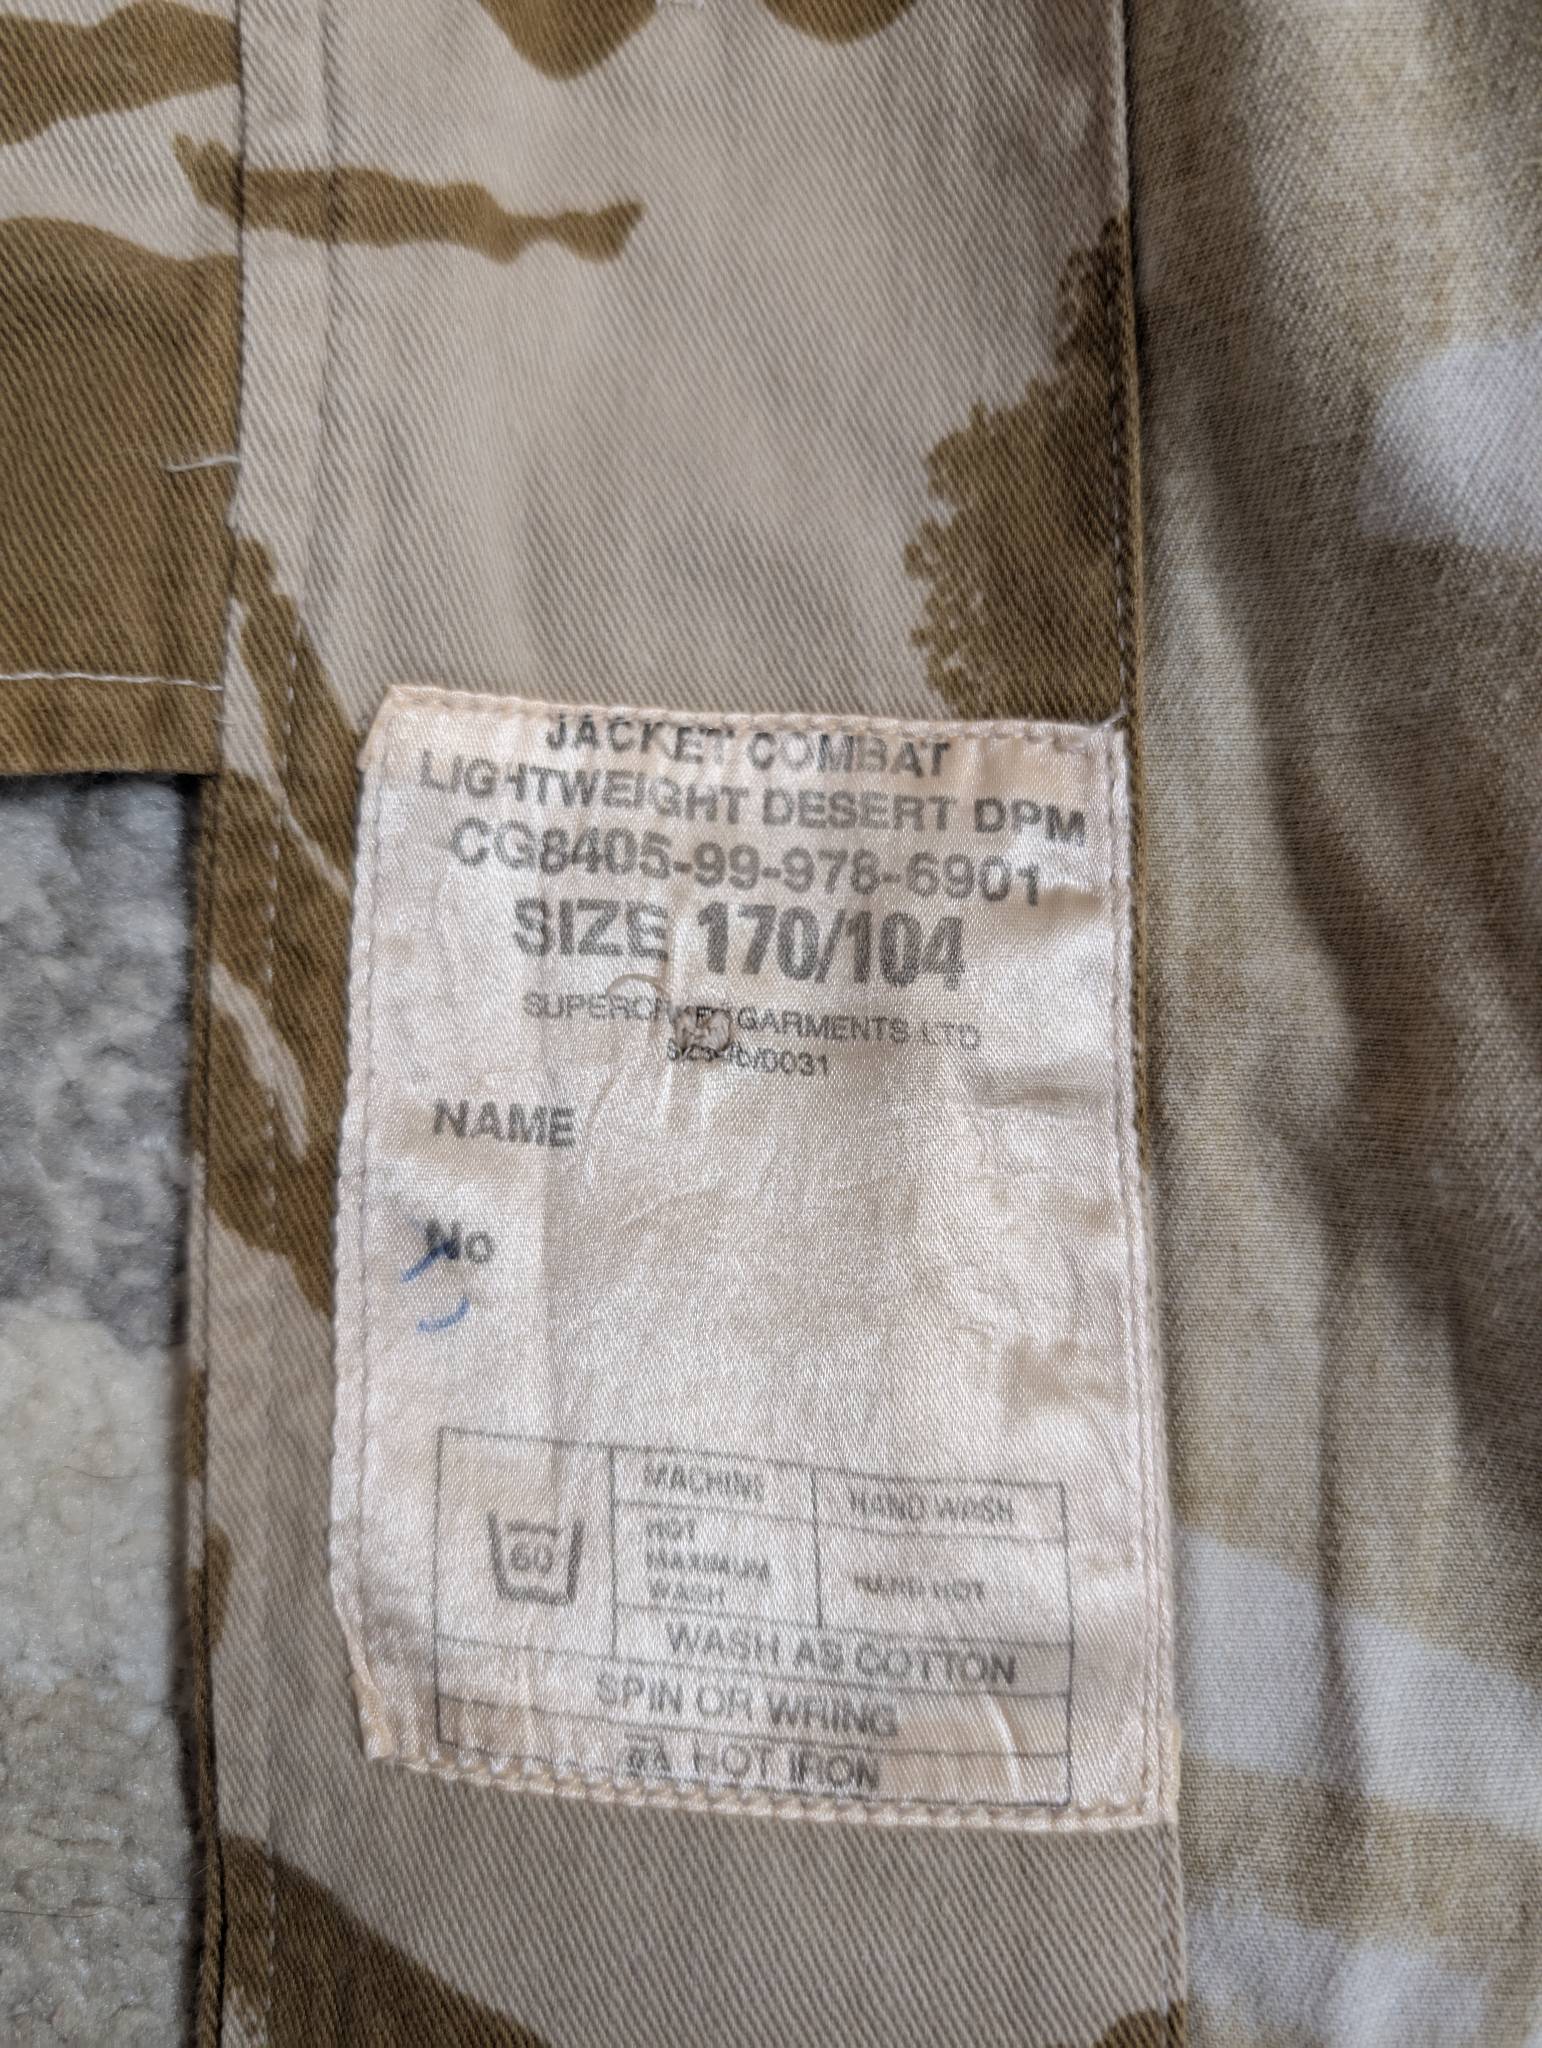 JACKET COMBAT
LIGHTWEIGHT DESERT DPM
CG8405-99-978-6901
SIZE 170/104
GARMENTS LTD
NAME
No
60
MACHINE
HAND WASH
HOT
MAXIMUM
WASH
HAND HOT
WASH AS COTTON
SPIN OR WRING
HOT IRON